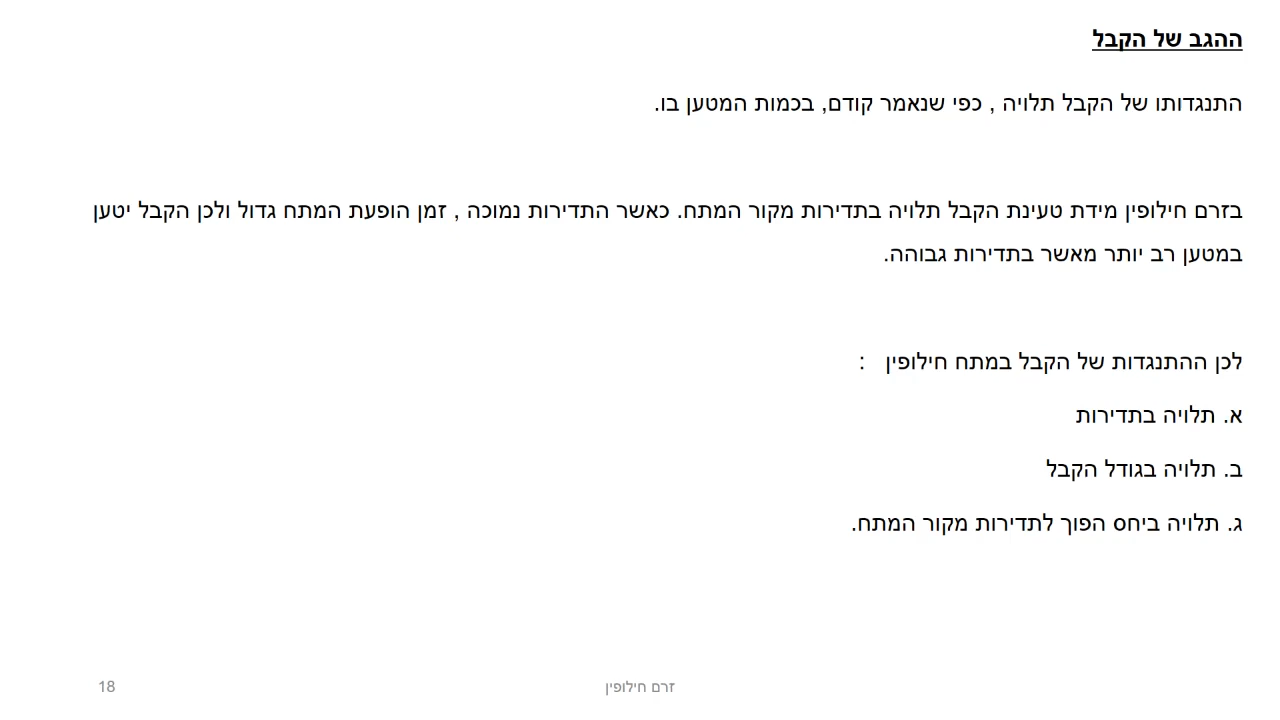 ההגב של הקבל
התנגדותו של הקבל תלויה , כפי שנאמר קודם, בכמות המטען בו.
בזרם חילופין מידת טעינת הקבל תלויה בתדירות מקור המתח. כאשר התדירות נמוכה , זמן הופעת המתח גדול ולכן הקבל יטען
במטען רב יותר מאשר בתדירות גבוהה.
לכן ההתנגדות של הקבל במתח חילופין :
א. תלויה בתדירות
ב. תלויה בגודל הקבל
ג. תלויה ביחס הפוך לתדירות מקור המתח.
זרם חילופין
18